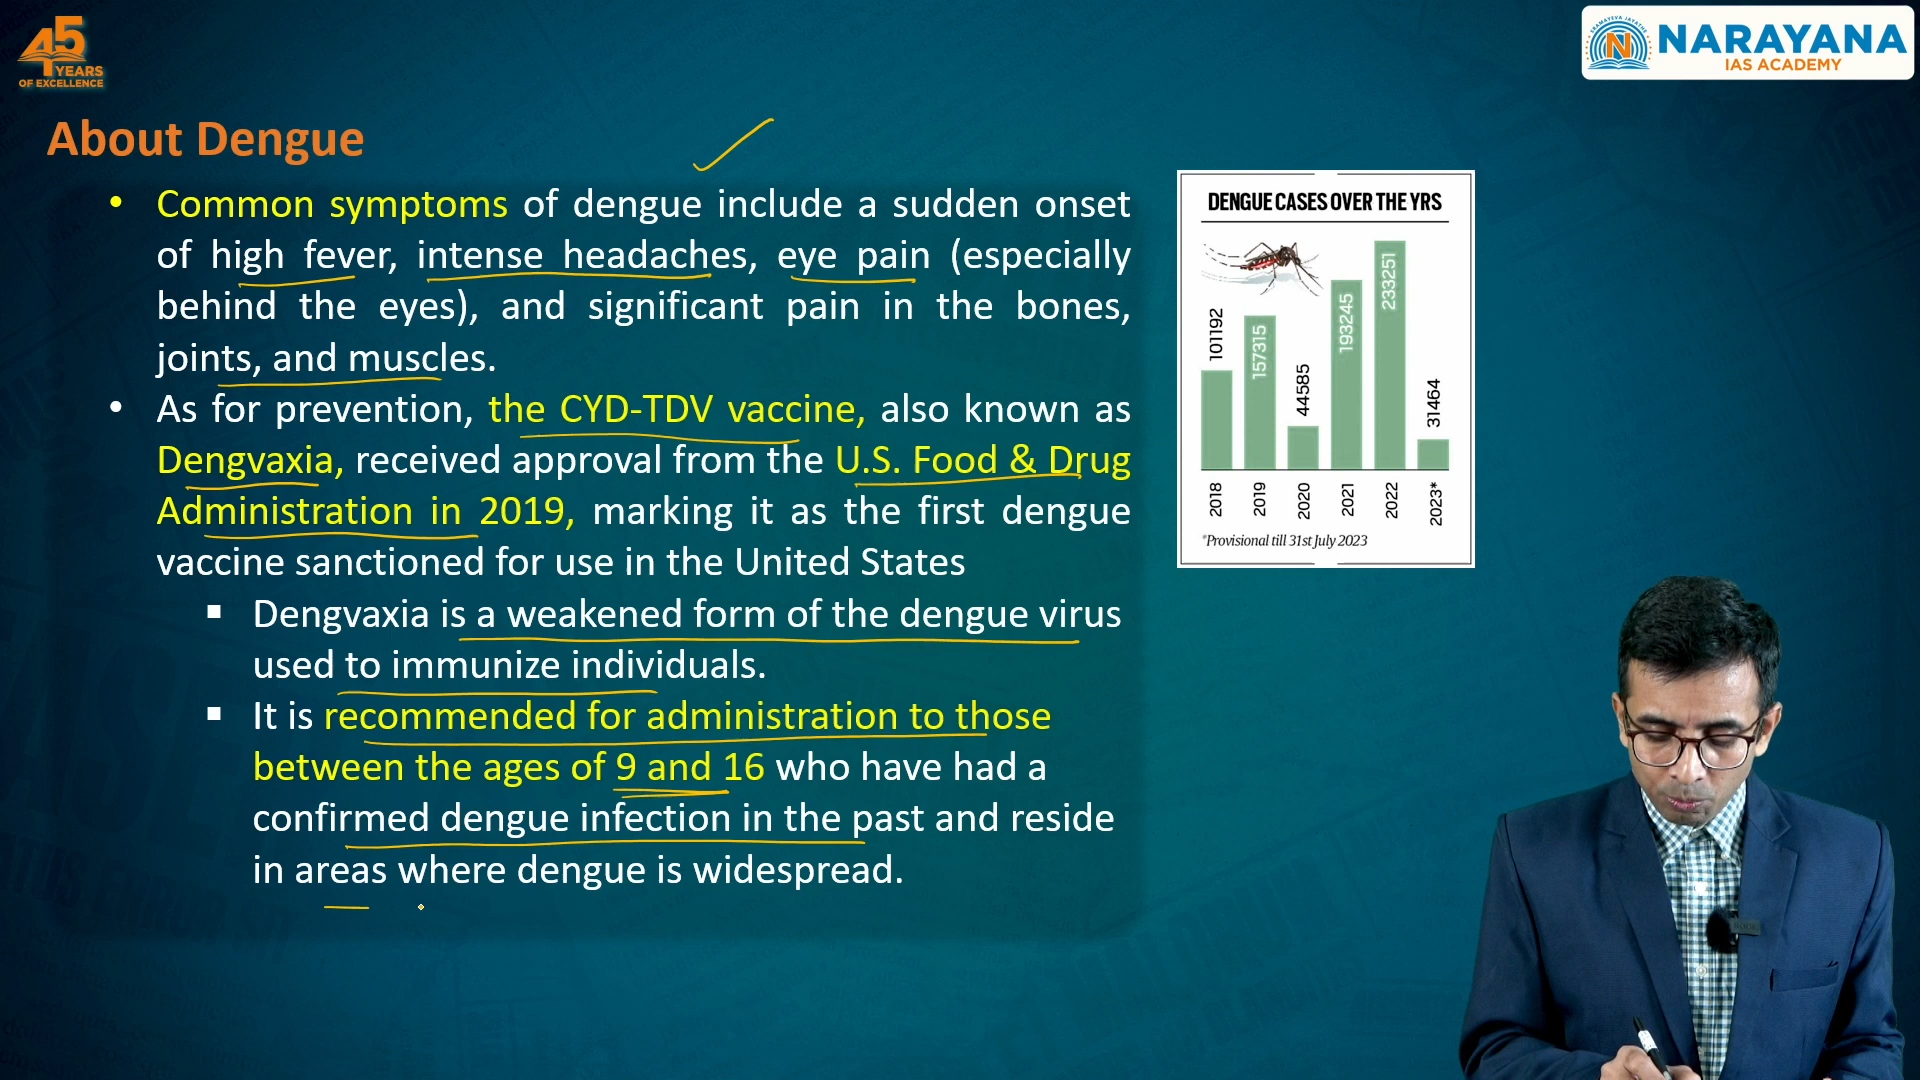 45
YEARS
OF EXCELLENCE
NARAYANA
IAS ACADEMY
About Dengue
• Common symptoms of dengue include a sudden onset
of high fever, intense headaches, eye pain (especially
behind the eyes), and significant pain in the bones,
joints, and muscles.
• As for prevention, the CYD-TDV vaccine, also known as
Dengvaxia, received approval from the U.S. Food & Drug
Administration in 2019, marking it as the first dengue
vaccine sanctioned for use in the United States
▪ Dengvaxia is a weakened form of the dengue virus
used to immunize individuals.
▪ It is recommended for administration to those
between the ages of 9 and 16 who have had a
confirmed dengue infection in the past and reside
in areas where dengue is widespread.
DENGUE CASES OVER THE YRS
101192
157315
44585
193245
233251
31464
2018
2019
2020
2021
2022
2023*
*Provisional till 31st July 2023